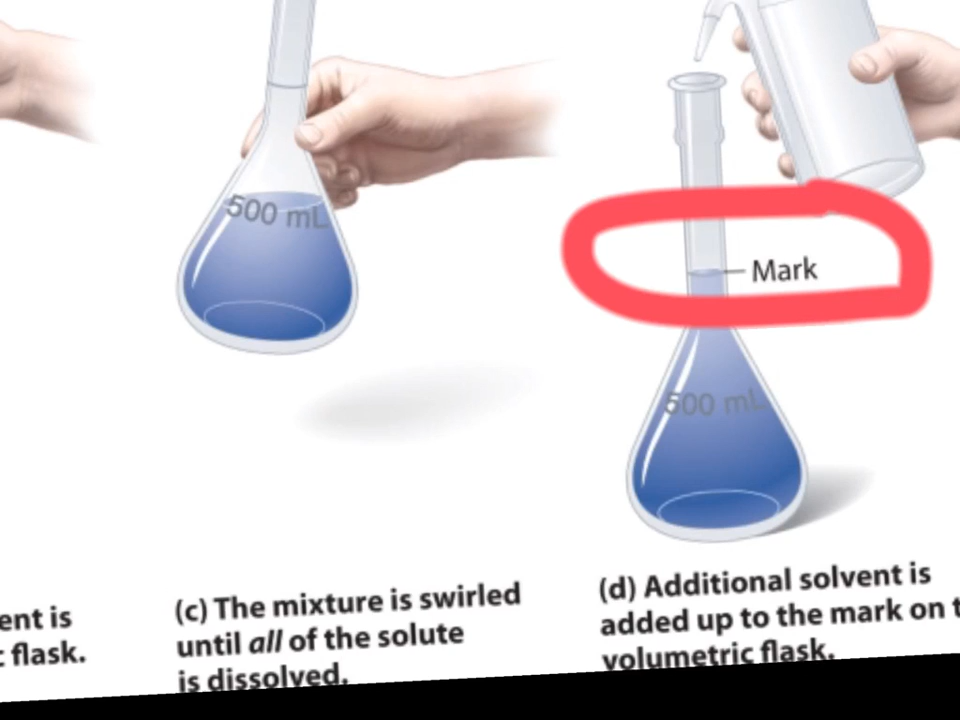 500 mL
Mark
500 mL
ent is
flask.
(c) The mixture is swirled
until all of the solute
is dissolved.
(d) Additional solvent is
added up to the mark on t
volumetric flask.